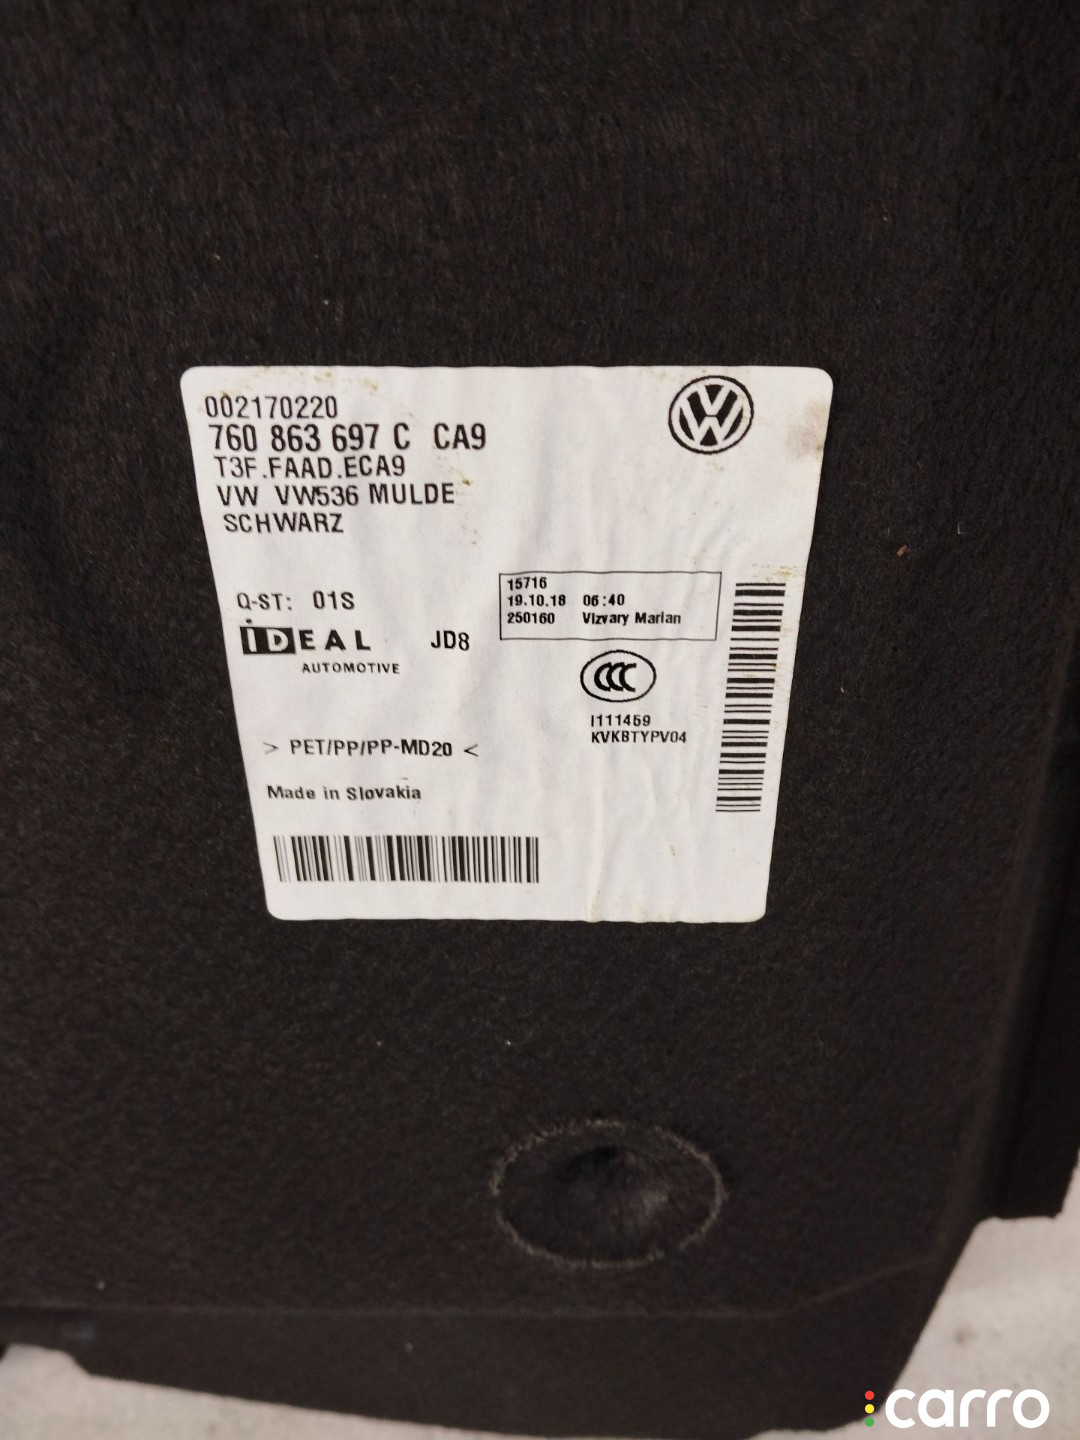 002170220
760 863 697 C CA9
T3F.FAAD.ECA9
VW VW536 MULDE
SCHWARZ
Q-ST: 01S
IDEAL JD8
AUTOMOTIVE
15716
19.10.18 06:40
250160 Vizvary Marian
CCC
I111459
KVKBTYPV04
> PET/PP/PP-MD20 <
Made in Slovakia
carro